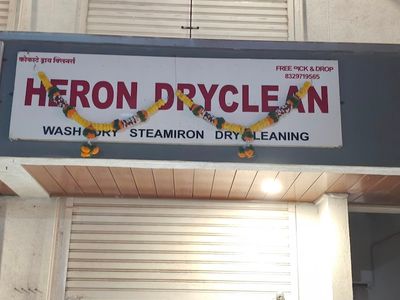 FREE PICK & DROP
8329719565
HERON DRYCLEAN
WASH DRY STEAMIRON DRY CLEANING